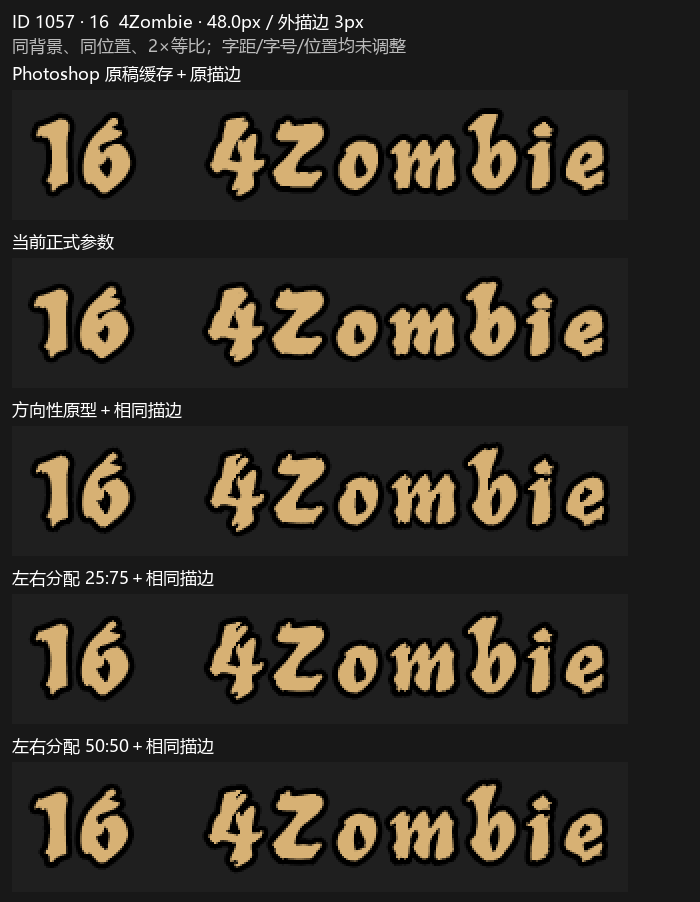 ID 1057 · 16  4Zombie · 48.0px / 外描边 3px
同背景、同位置、2×等比；字距/字号/位置均未调整
Photoshop 原稿缓存 + 原描边
16  4Zombie
当前正式参数
16  4Zombie
方向性原型 + 相同描边
16  4Zombie
左右分配 25:75 + 相同描边
16  4Zombie
左右分配 50:50 + 相同描边
16  4Zombie